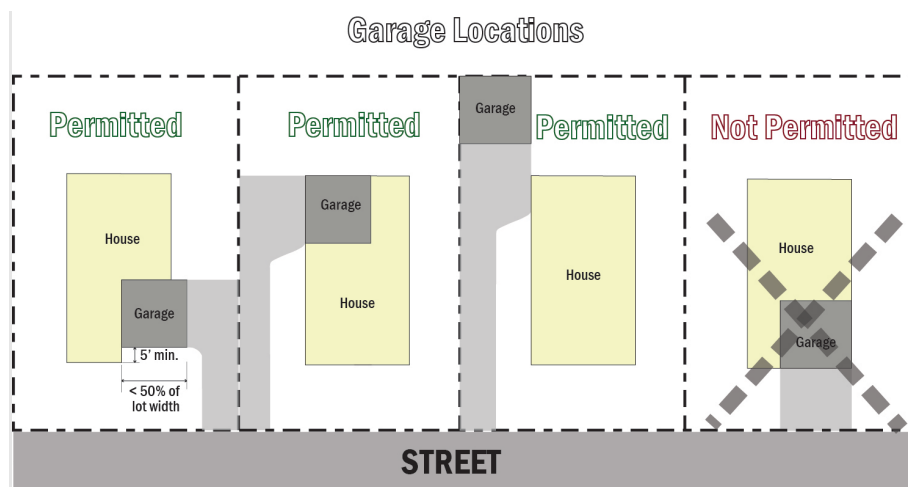 Garage Locations
Permitted
Permitted
Garage
Permitted
Not Permitted
House
Garage
5' min.
< 50% of
lot width
Garage
House
House
House
Garage
STREET